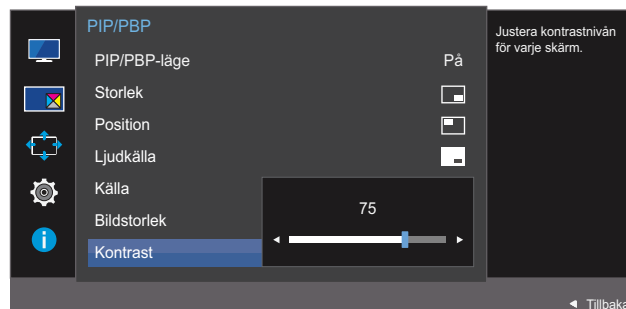 PIP/PBP
PIP/PBP-läge På
Storlek
Position
Ljudkälla
Källa
Bildstorlek
Kontrast
75
Justera kontrastnivån
för varje skärm.
Tillbaka